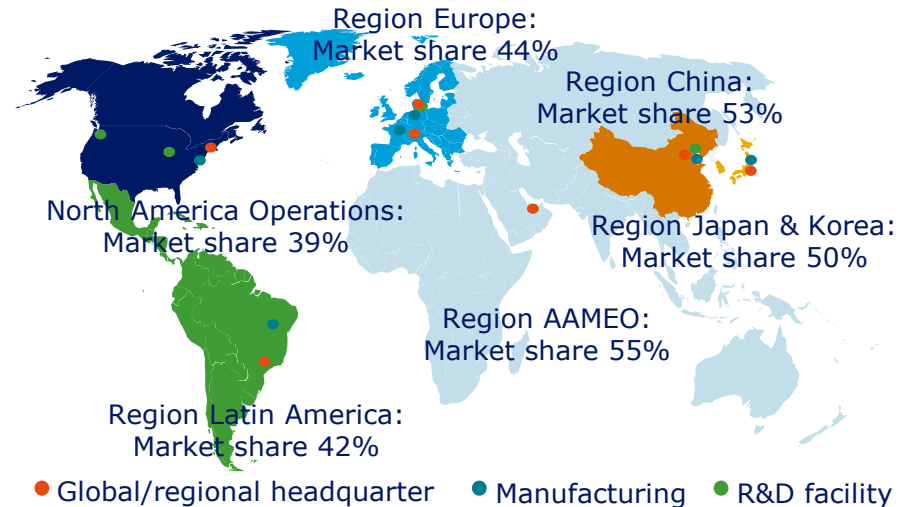 Region Europe:
Market share 44%
Region China:
Market share 53%
North America Operations:
Market share 39%
Region Japan & Korea:
Market share 50%
Region AAMEO:
Market share 55%
Region Latin America:
Market share 42%
Global/regional headquarter
Manufacturing
R&D facility